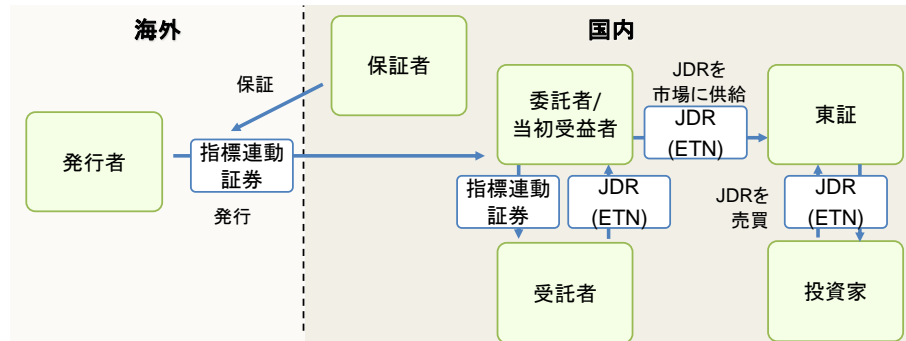 海外
国内
保証
保証者
発行者
指標連動
証券
発行
委託者/
当初受益者
JDRを
市場に供給
JDR
(ETN)
東証
指標連動
証券
JDR
(ETN)
JDRを
売買
JDR
(ETN)
受託者
投資家